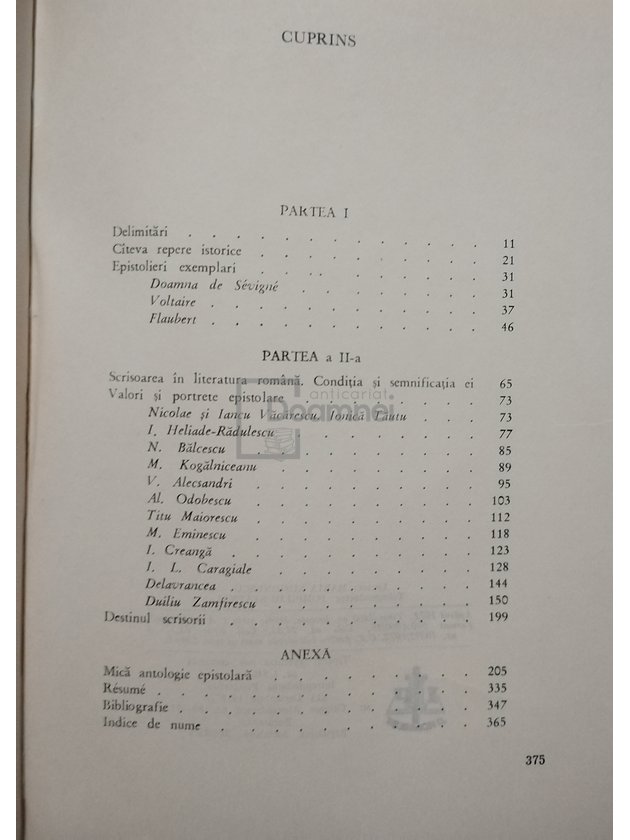 CUPRINS
PARTEA I
Delimitări . . . . . . . . . . . . 11
Cîteva repere istorice . . . . . . . . . 21
Epistolieri exemplari . . . . . . . . . 31
Doamna de Sévigné . . . . . . . 31
Voltaire . . . . . . . . . . . 37
Flaubert . . . . . . . . . . . 46
PARTEA a II-a
Scrisoarea în literatura română. Condiția și semnificația ei 65
Valori și portrete epistolare . . . . . . . 73
Nicolae și Iancu Văcărescu. Ionică Tăutu . . . 73
I. Heliade-Rădulescu . . . . . . . 77
N. Bălcescu . . . . . . . . . 85
M. Kogălniceanu . . . . . . . . 89
V. Alecsandri . . . . . . . . . 95
Al. Odobescu . . . . . . . . . 103
Titu Maiorescu . . . . . . . . . 112
M. Eminescu . . . . . . . . . 118
I. Creangă . . . . . . . . . . 123
I. L. Caragiale . . . . . . . . . 128
Delavrancea . . . . . . . . . . 144
Duiliu Zamfirescu . . . . . . . . . 150
Destinul scrisorii . . . . . . . . . . 199
ANEXĂ
Mică antologie epistolară . . . . . . . . 205
Résumé . . . . . . . . . . . . . 335
Bibliografie . . . . . . . . . . . . 347
Indice de nume . . . . . . . . . . 365
375
anticariat
Doamnei